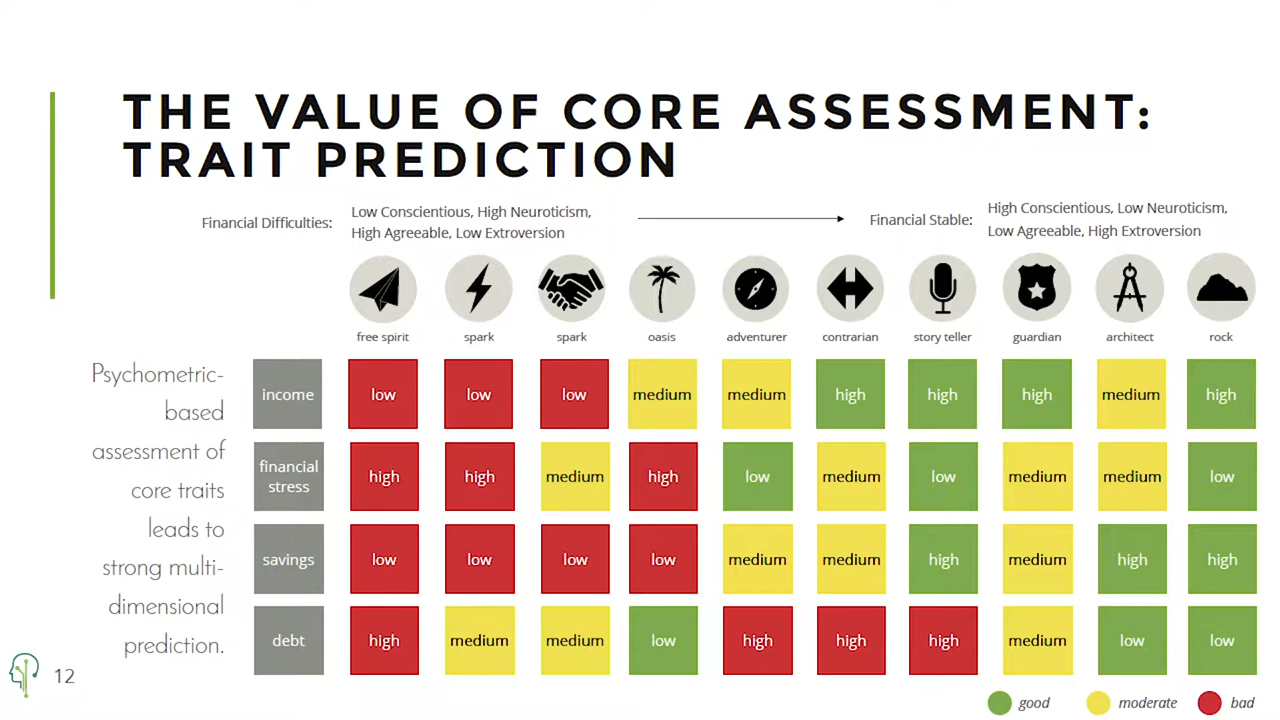 THE VALUE OF CORE ASSESSMENT:
TRAIT PREDICTION
Financial Difficulties:
Low Conscientious, High Neuroticism,
High Agreeable, Low Extroversion
Financial Stable:
High Conscientious, Low Neuroticism,
Low Agreeable, High Extroversion
free spirit spark spark oasis adventurer contrarian story teller guardian architect rock
Psychometric-
based
assessment of
core traits
leads to
strong multi-
dimensional
prediction.
income low low low medium medium high high high medium high
financial
stress
high high medium high low medium low medium medium low
savings low low low low medium medium high medium high high
debt high medium medium low high high high medium low low
12
good moderate bad